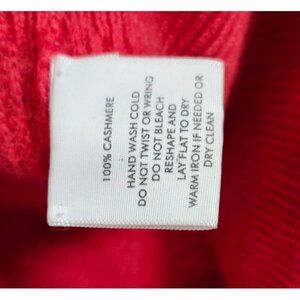 100% CASHMERE
HAND WASH COLD
DO NOT TWIST OR WRING
DO NOT BLEACH
RESHAPE AND
LAY FLAT TO DRY
WARM IRON IF NEEDED OR
DRY CLEAN